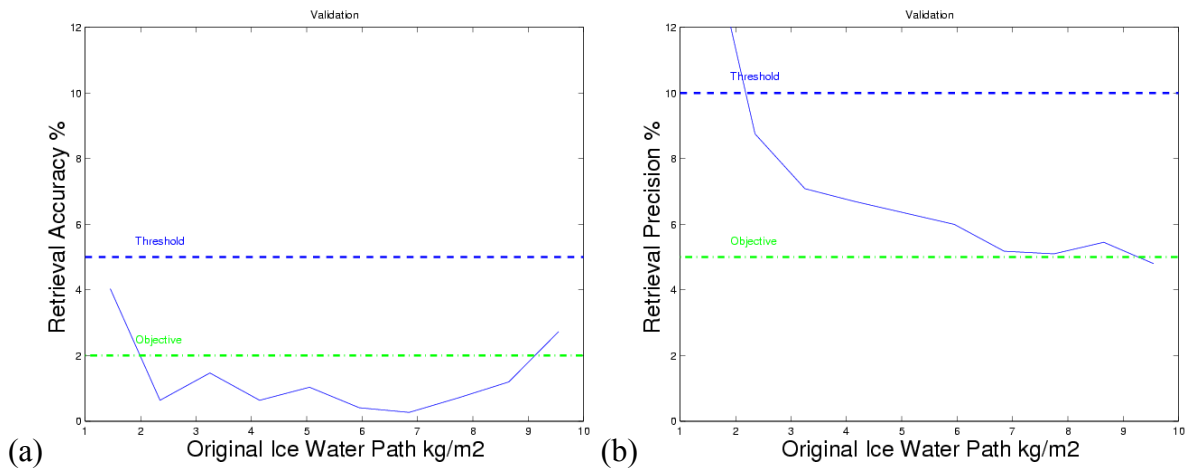 Validation
12
10
8
6
4
2
0
Retrieval Accuracy %
Threshold
Objective
1 2 3 4 5 6 7 8 9 10
Original Ice Water Path kg/m2
(a)
Validation
12
10
8
6
4
2
0
Retrieval Precision %
Threshold
Objective
1 2 3 4 5 6 7 8 9 10
Original Ice Water Path kg/m2
(b)